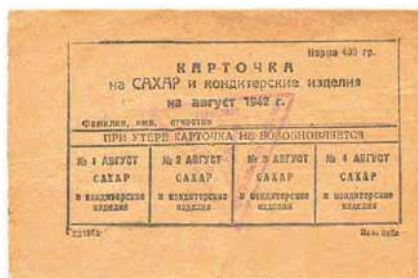 Норма 400 гр.
КАРТОЧКА
на САХАР и кондитерские изделия
на август 1942 г.
Фамилия, имя, отчество
ПРИ УТЕРЕ КАРТОЧКА НЕ ВОЗОБНОВЛЯЕТСЯ
№ 1 АВГУСТ № 2 АВГУСТ № 3 АВГУСТ № 4 АВГУСТ
САХАР САХАР САХАР САХАР
и кондитерские и кондитерские и кондитерские и кондитерские
изделия изделия изделия изделия